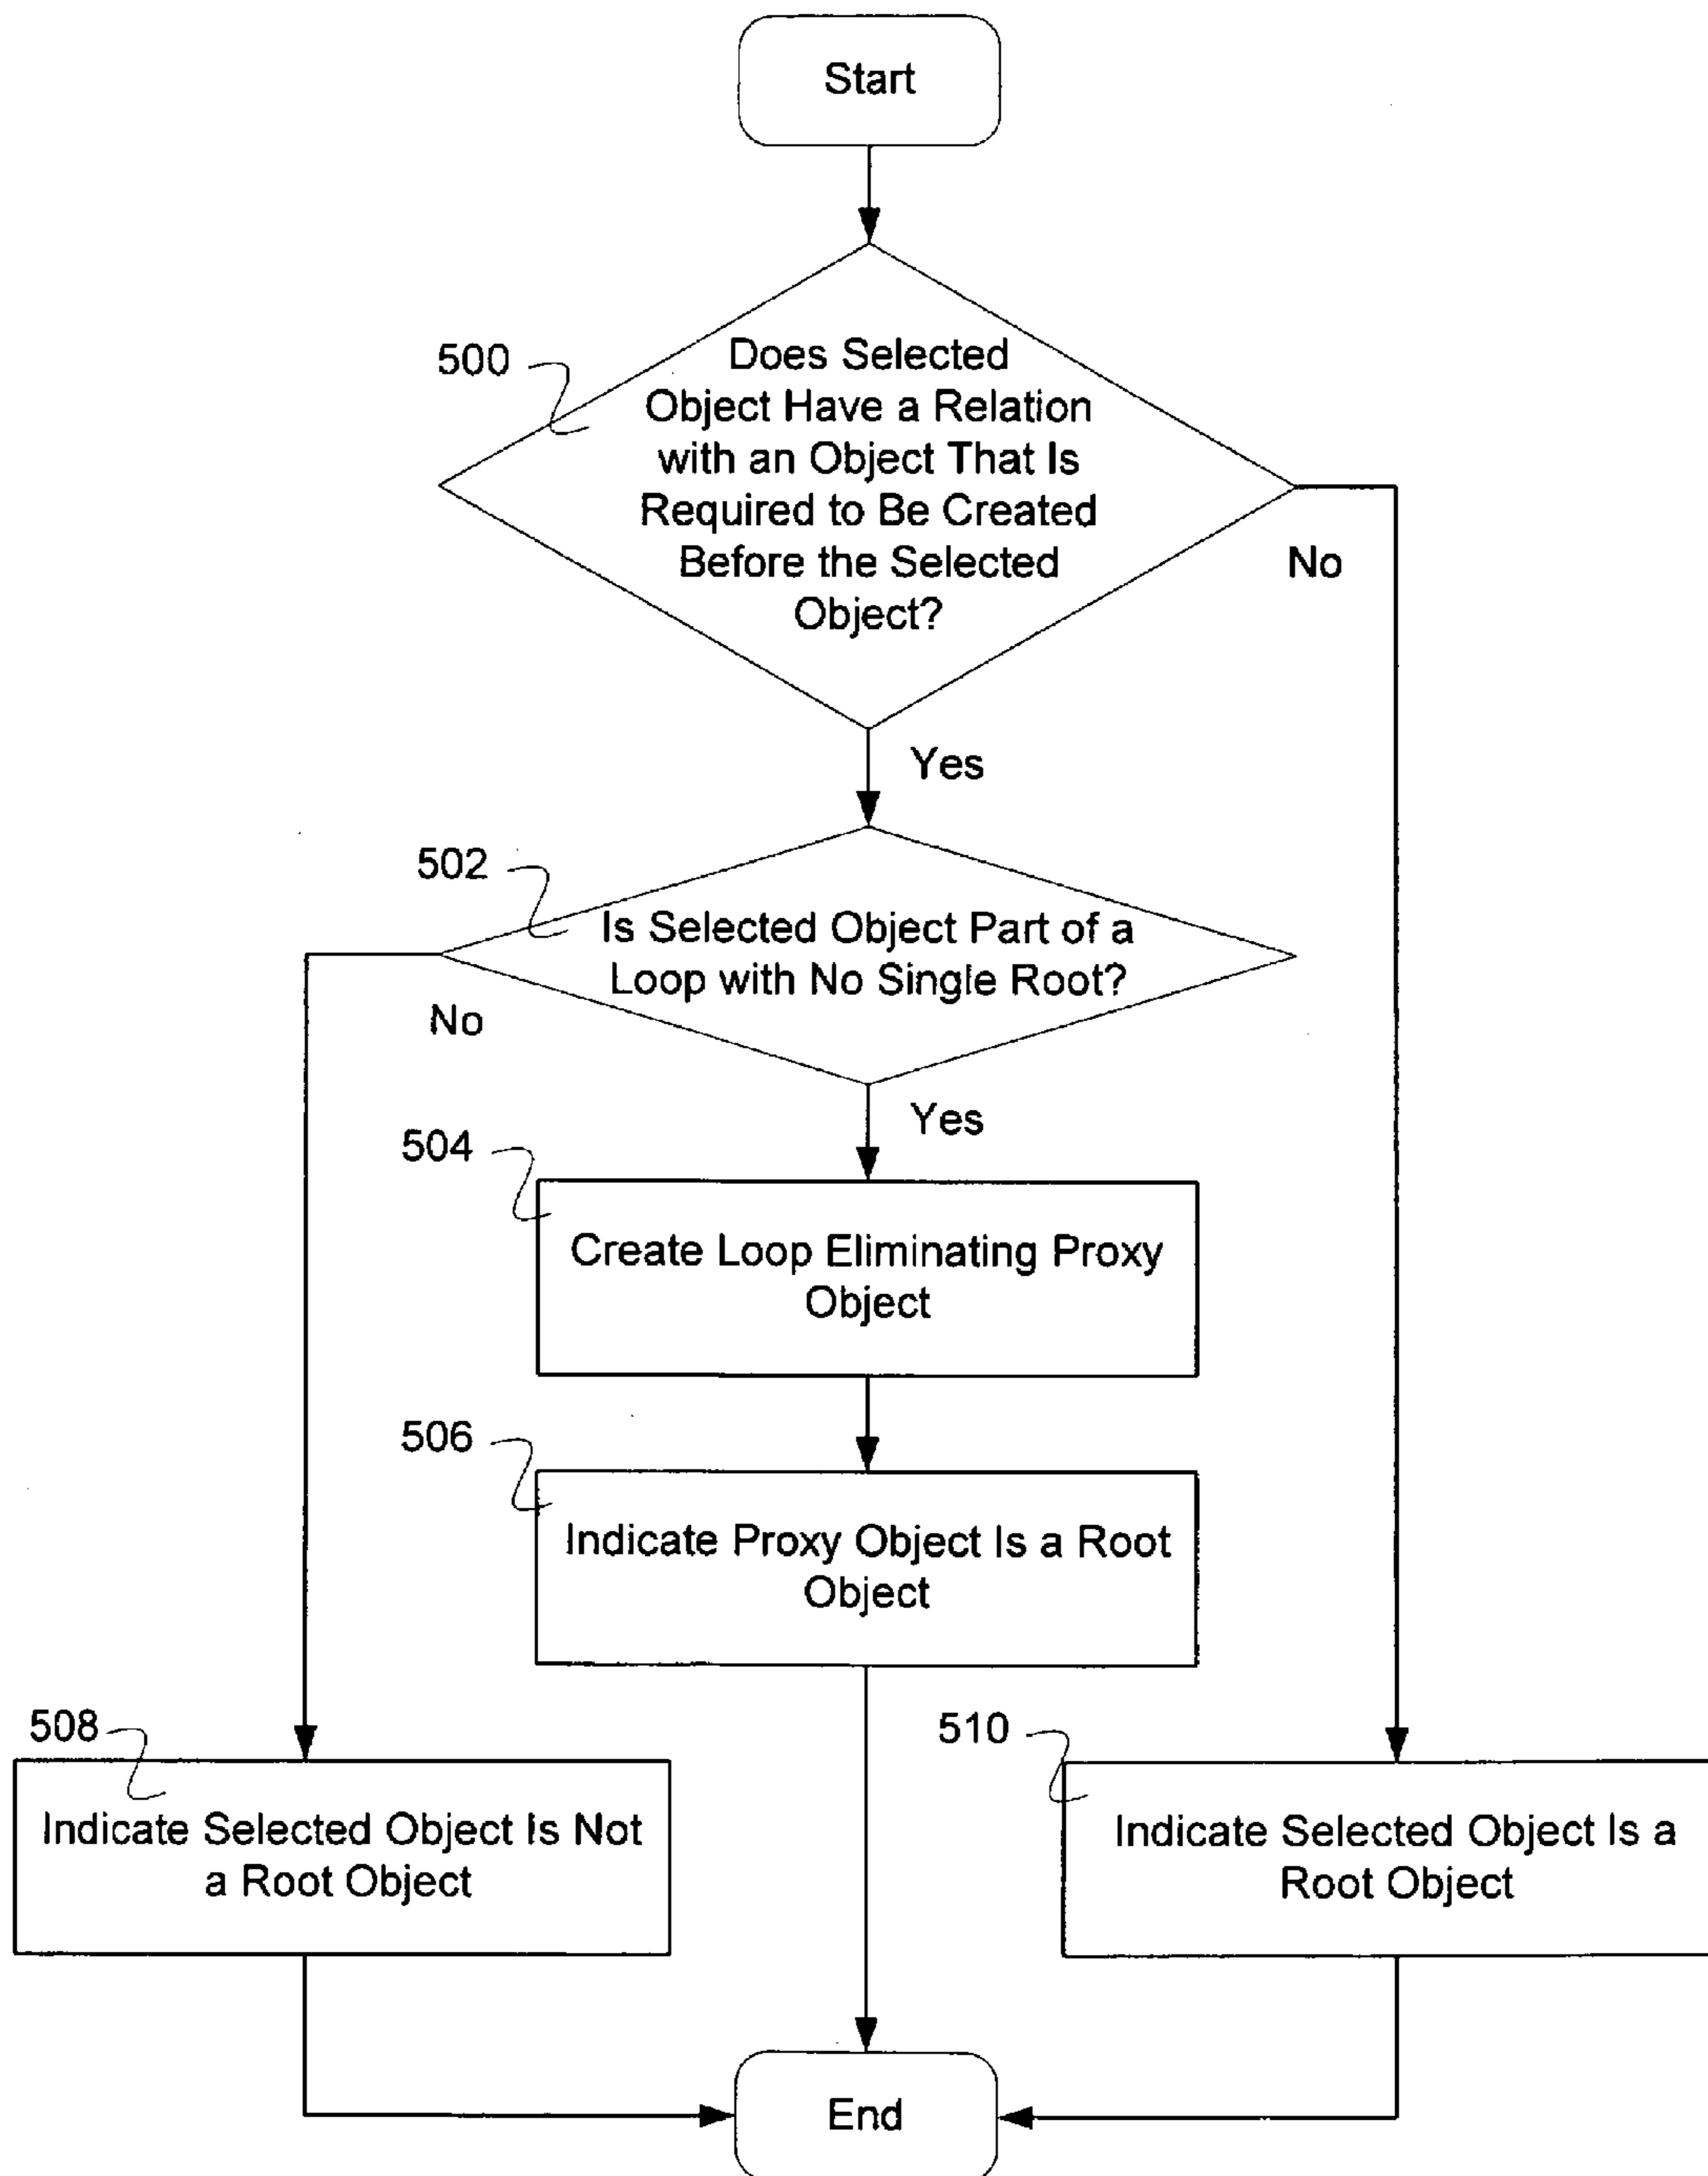 Start
500
Does Selected
Object Have a Relation
with an Object That Is
Required to Be Created
Before the Selected
Object?
No
Yes
502
Is Selected Object Part of a
Loop with No Single Root?
No
Yes
504
Create Loop Eliminating Proxy
Object
506
Indicate Proxy Object Is a Root
Object
508
Indicate Selected Object Is Not
a Root Object
510
Indicate Selected Object Is a
Root Object
End